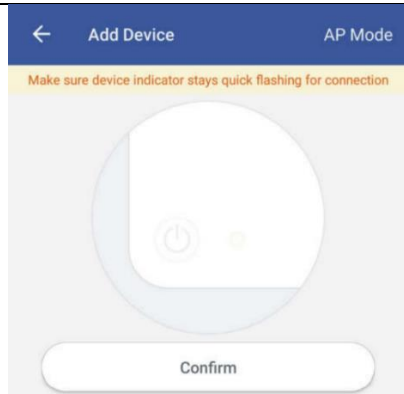 Add Device
AP Mode
Make sure device indicator stays quick flashing for connection
Confirm